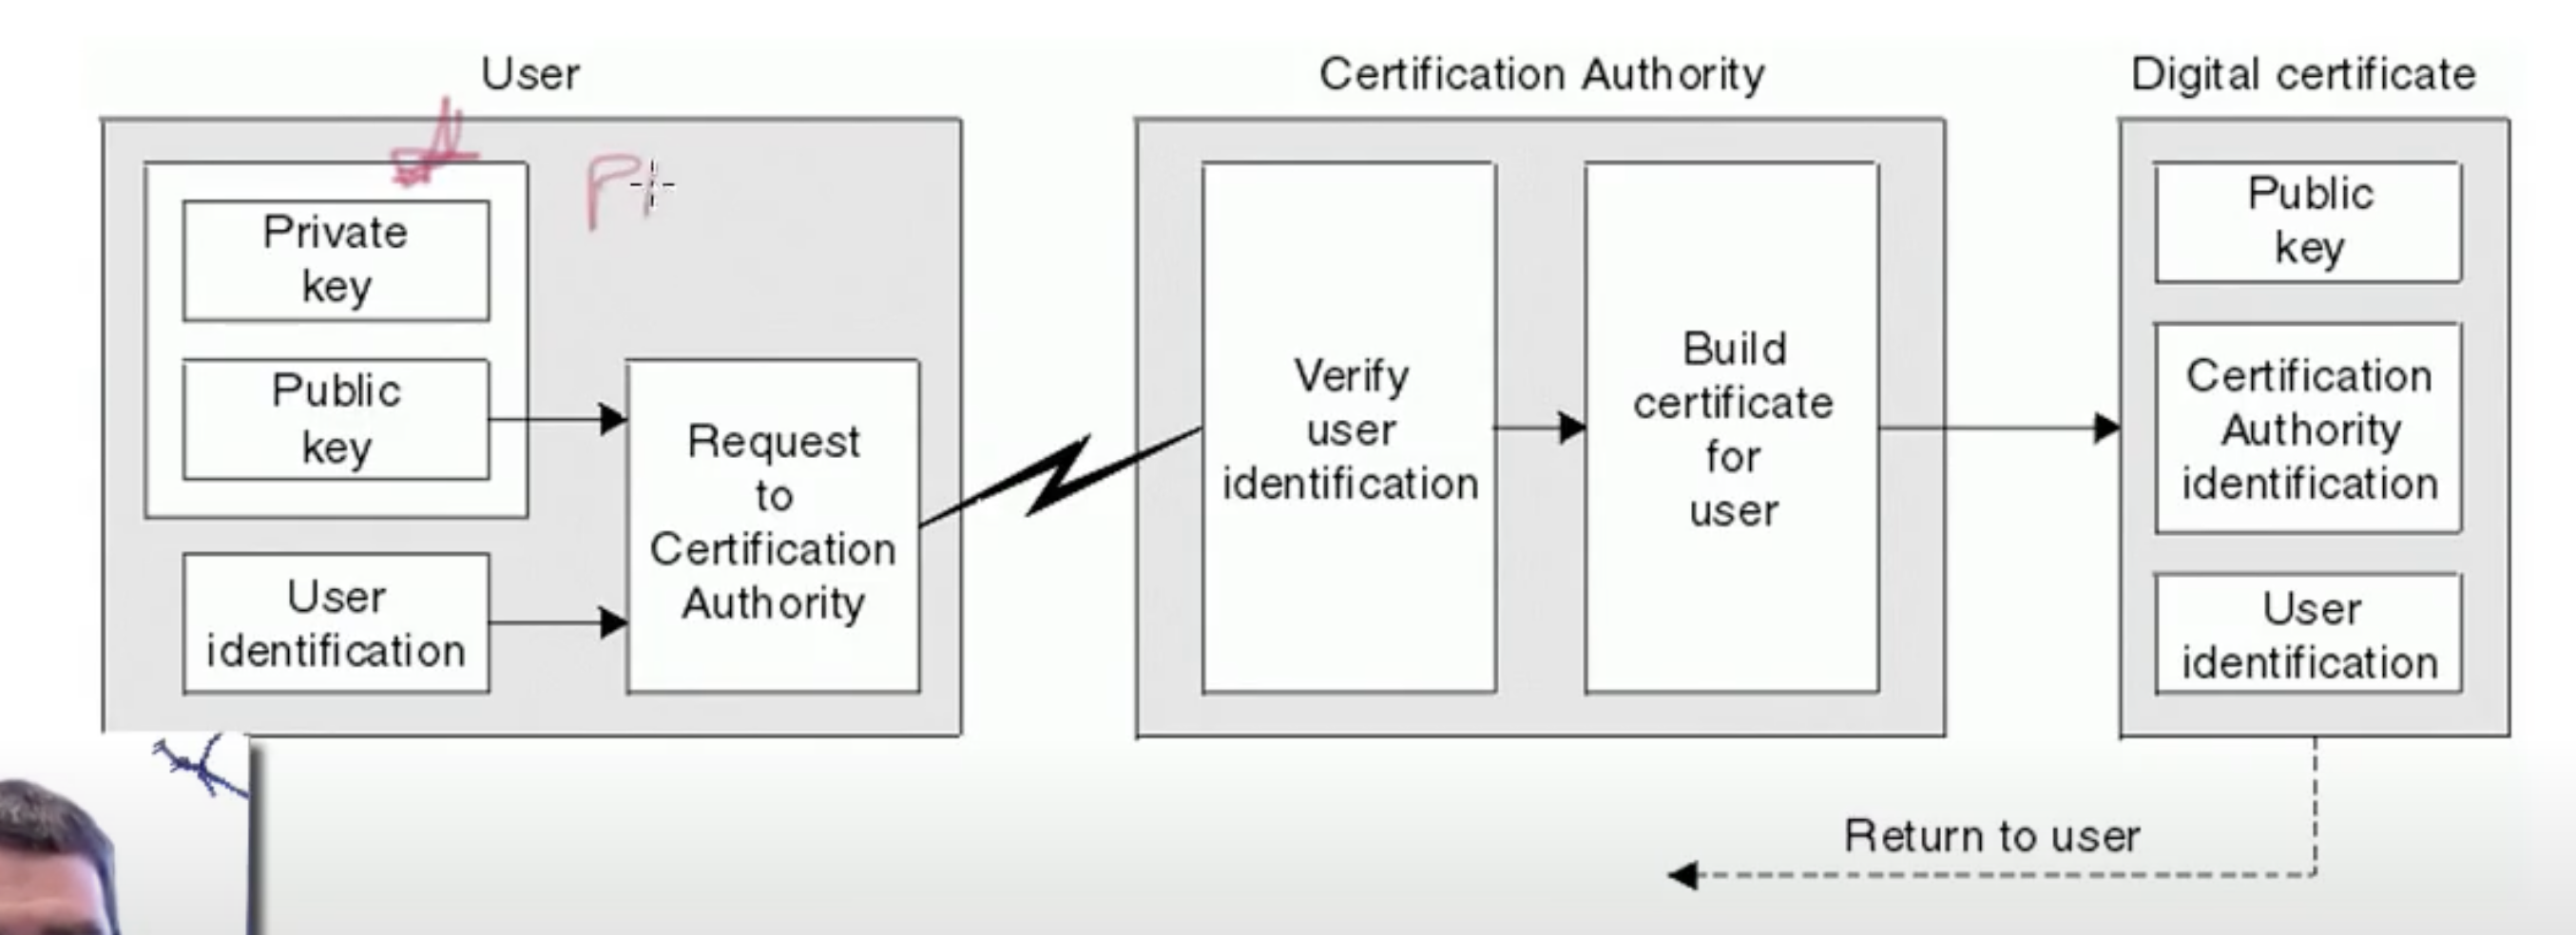 User
Certification Authority
Digital certificate
Private
key
Public
key
User
identification
Request
to
Certification
Authority
Verify
user
identification
Build
certificate
for
user
Public
key
Certification
Authority
identification
User
identification
Return to user